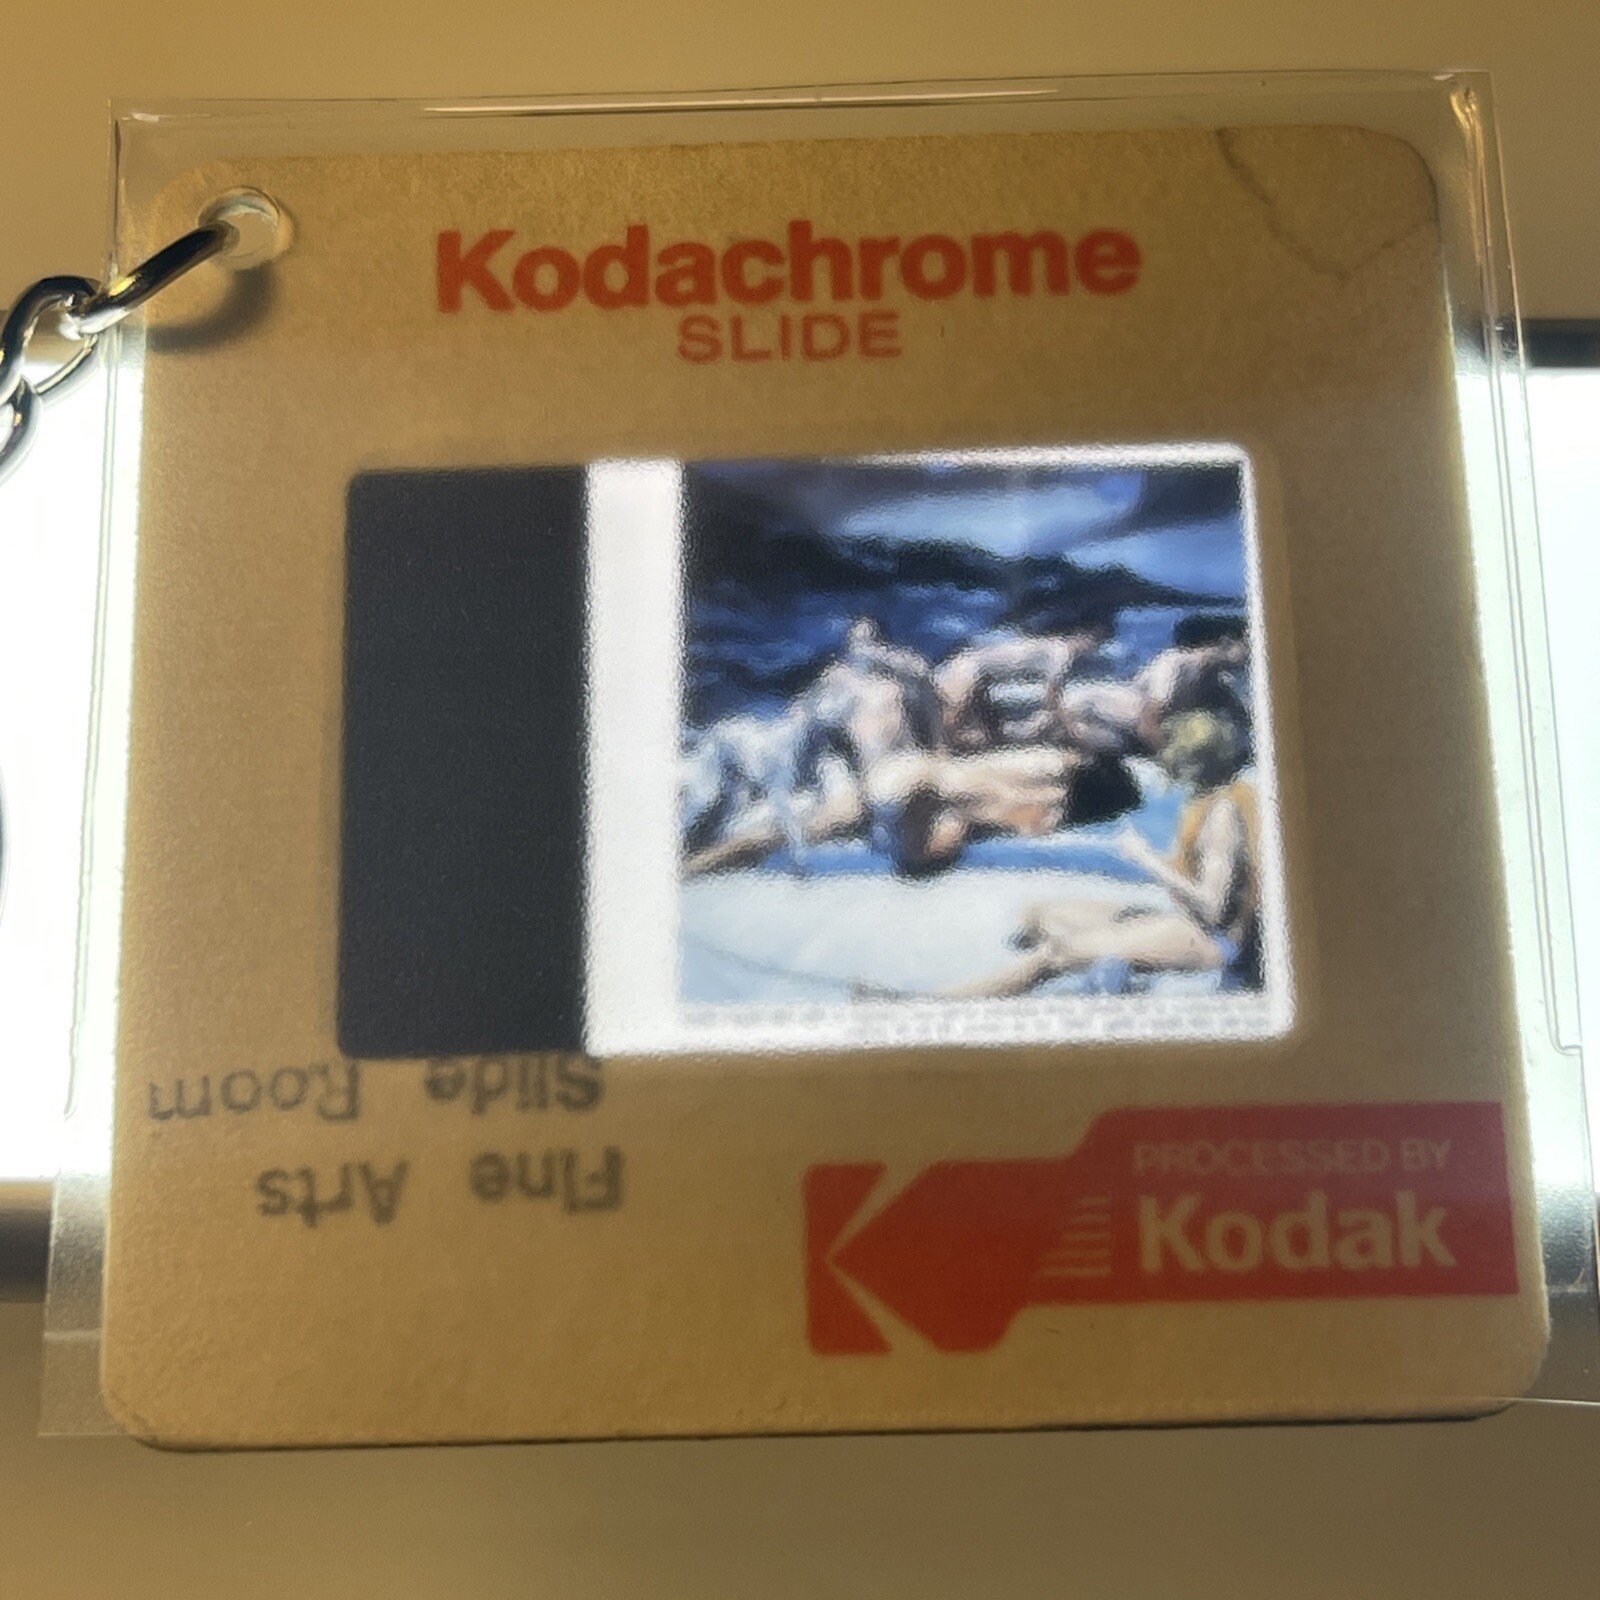 Kodachrome
SLIDE
Fine Arts
Slide Room
PROCESSED BY
Kodak